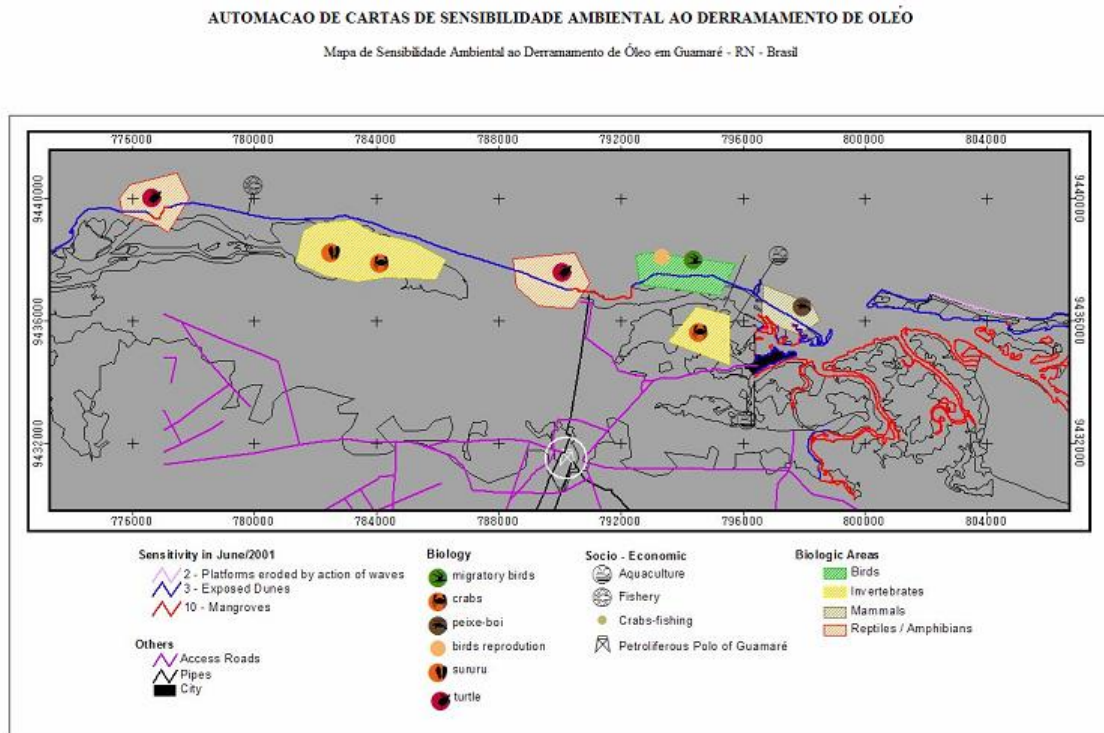 AUTOMACAO DE CARTAS DE SENSIBILIDADE AMBIENTAL AO DERRAMAMENTO DE OLÉO
Mapa de Sensibilidade Ambiental ao Derramamento de Óleo em Guamaré - RN - Brasil
776000 780000 784000 788000 792000 796000 800000 804000
9440000 9440000
9436000 9436000
9432000 9432000
776000 780000 784000 788000 792000 796000 800000 804000
Sensitivity in June/2001
2 - Platforms eroded by action of waves
3 - Exposed Dunes
10 - Mangroves
Others
Access Roads
Pipes
City
Biology
migratory birds
crabs
peixe-boi
birds reprodution
sururu
turtle
Socio - Economic
Aquaculture
Fishery
Crabs-fishing
Petroliferous Polo of Guamaré
Biologic Areas
Birds
Invertebrates
Mammals
Reptiles / Amphibians